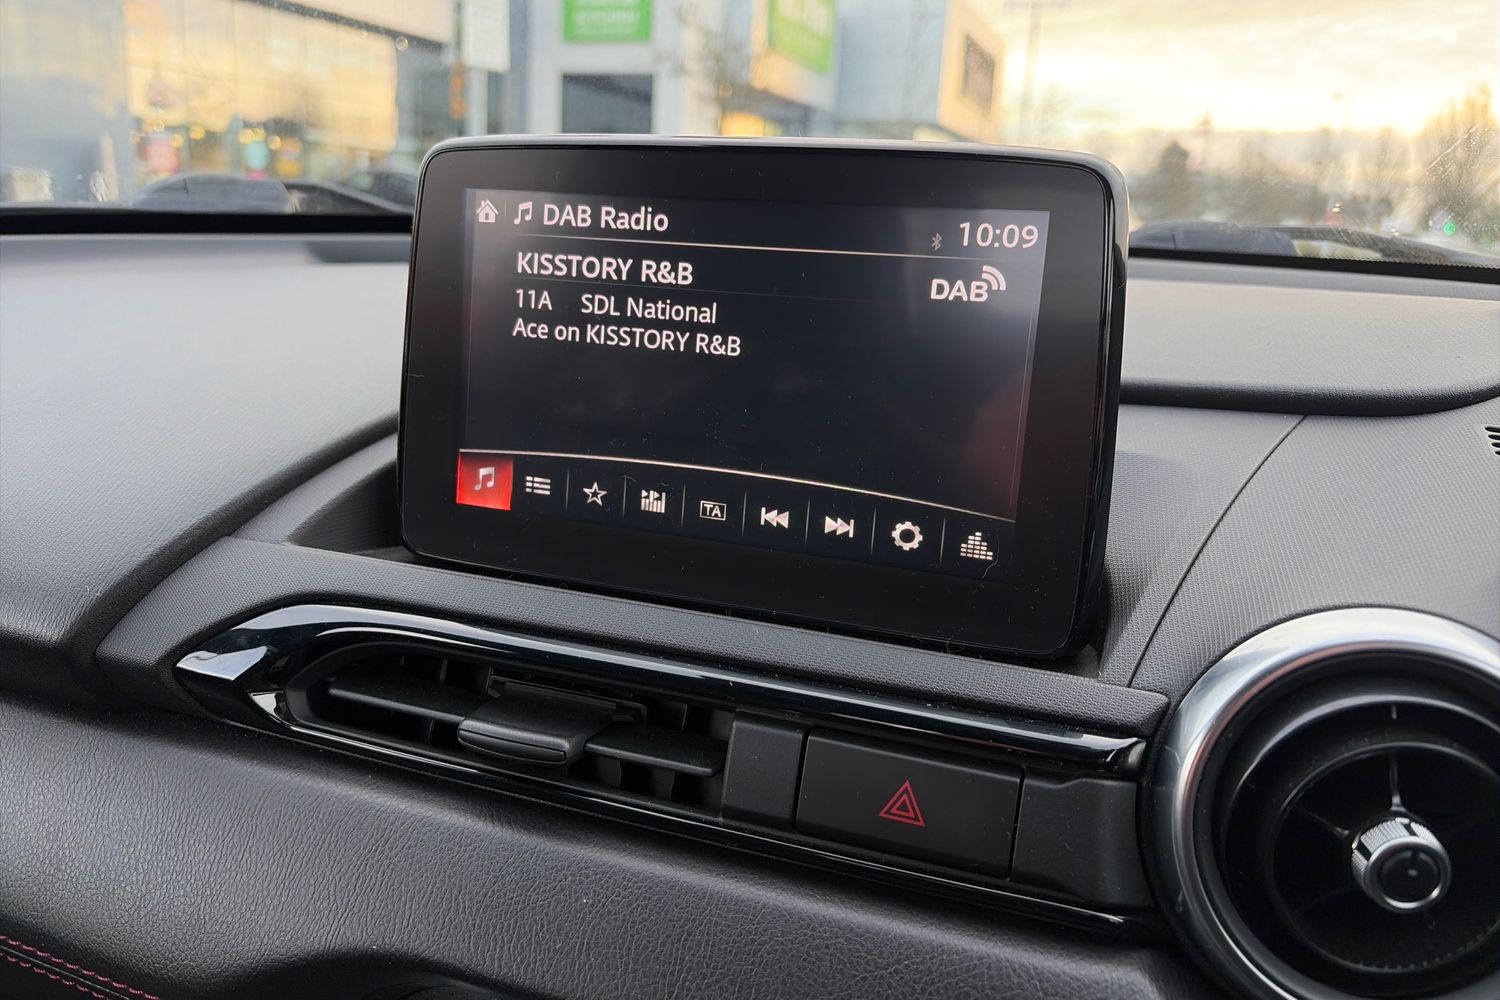 DAB Radio
10:09
KISSTORY R&B
DAB
11A SDL National
Ace on KISSTORY R&B
TA